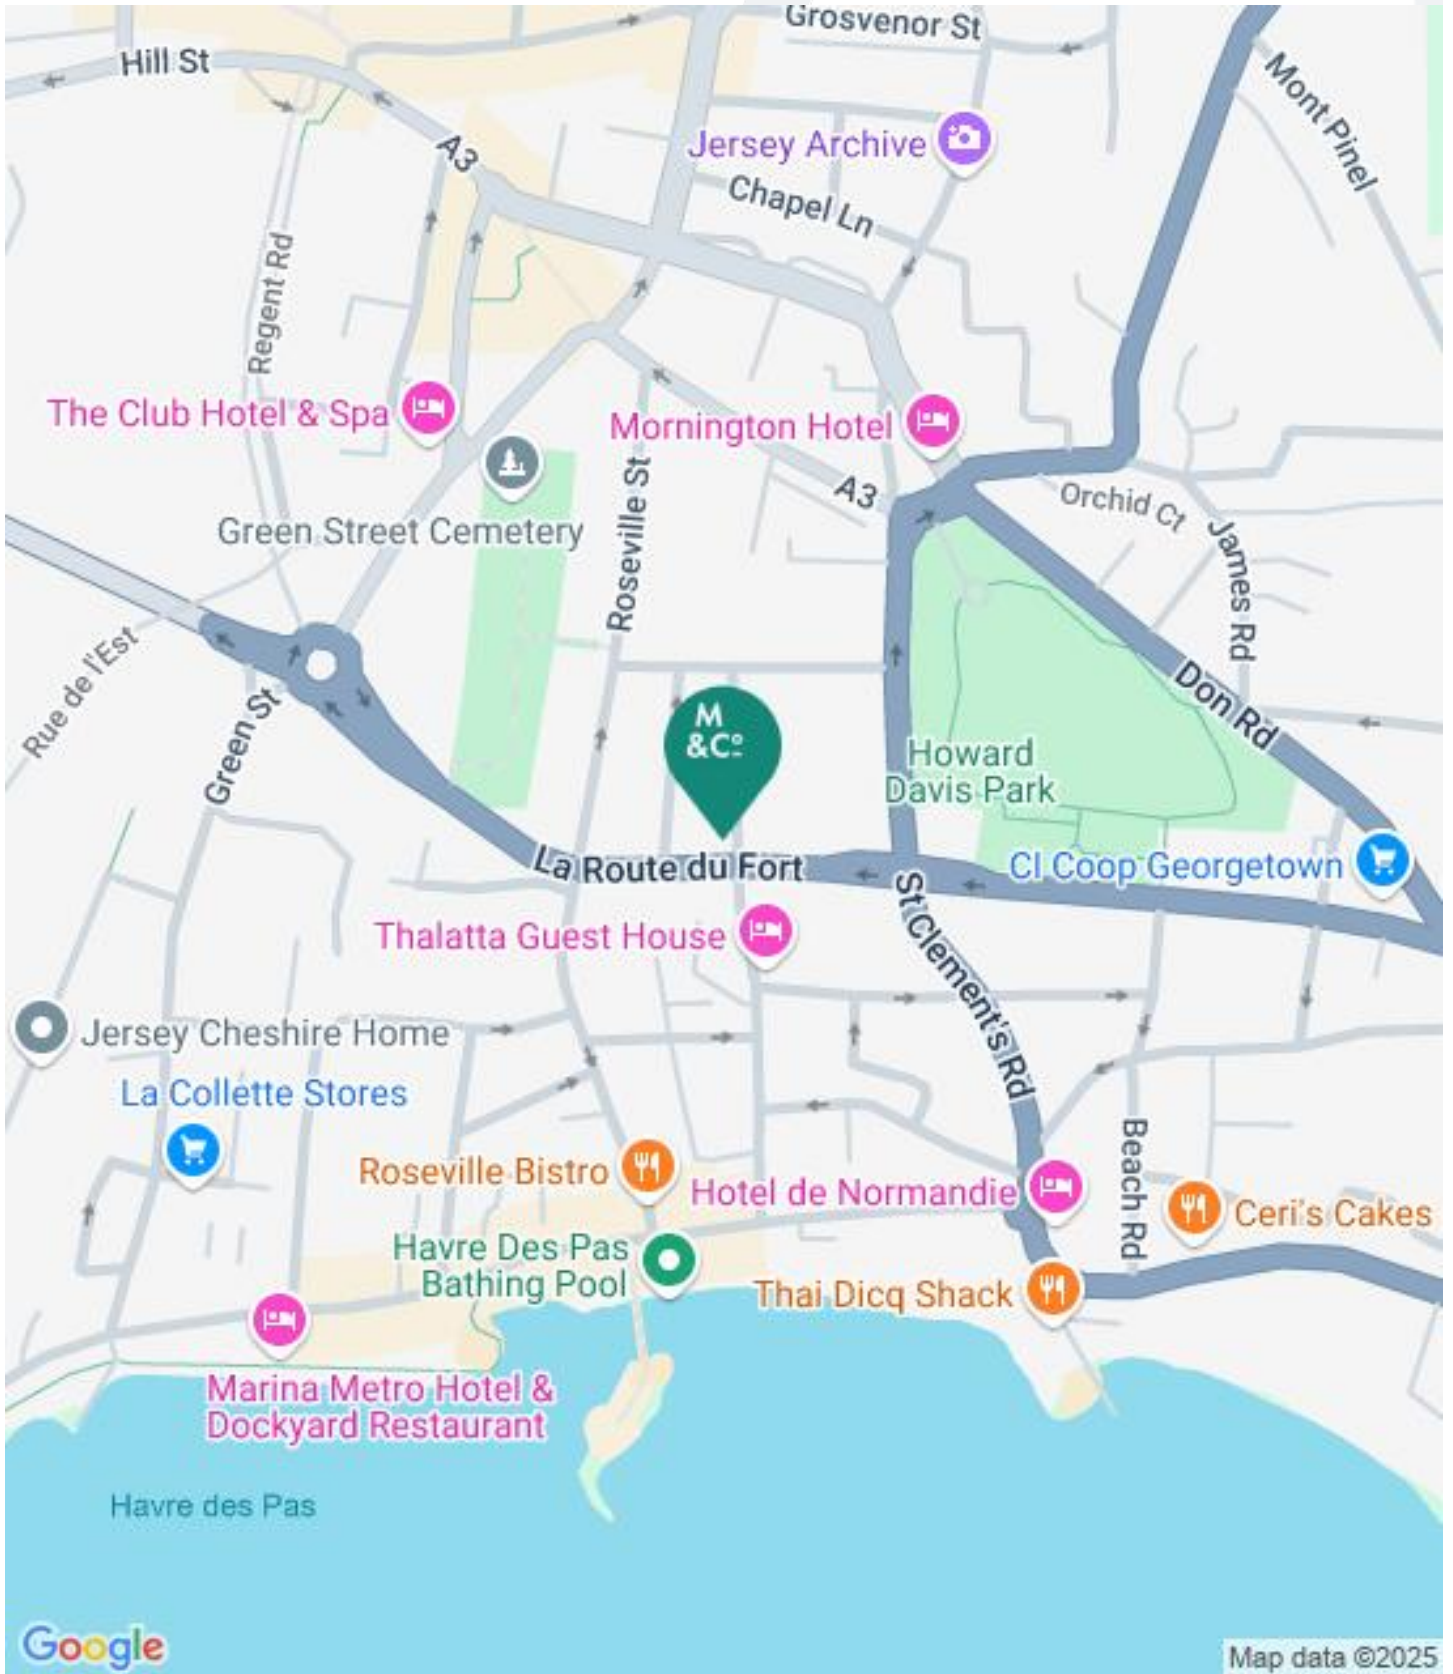 Grosvenor St
Hill St
Mont Pinel
A3
Jersey Archive
Chapel Ln
Regent Rd
The Club Hotel & Spa
Mornington Hotel
A3
Orchid Ct
Roseville St
Green Street Cemetery
James Rd
Rue de l'Est
Green St
Don Rd
M
&Cº
Howard
Davis Park
La Route du Fort
CI Coop Georgetown
St Clement's Rd
Thalatta Guest House
Jersey Cheshire Home
La Collette Stores
Beach Rd
Roseville Bistro
Hotel de Normandie
Ceri's Cakes
Havre Des Pas
Bathing Pool
Thai Dicq Shack
Marina Metro Hotel &
Dockyard Restaurant
Havre des Pas
Google
Map data ©2025